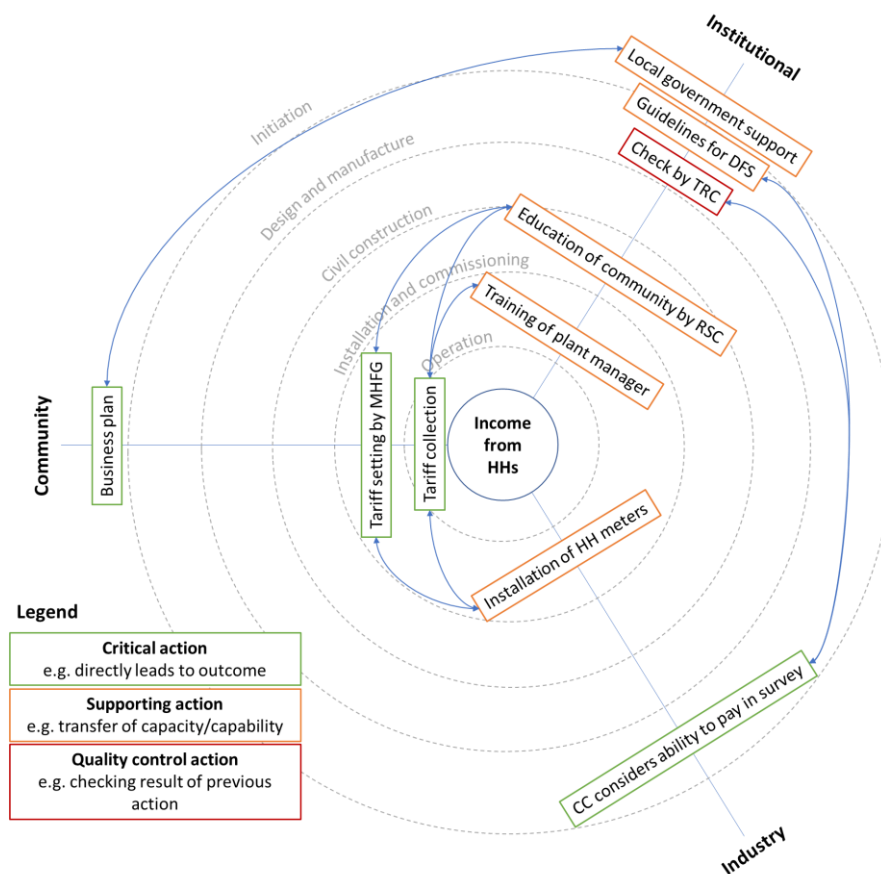 Institutional
Local government support
Guidelines for DFS
Check by TRC
Initiation
Design and manufacture
Civil construction
Installation and commissioning
Operation
Education of community by RSC
Training of plant manager
Community
Business plan
Tariff setting by MHFG
Tariff collection
Income
from
HHs
Installation of HH meters
CC considers ability to pay in survey
Industry
Legend
Critical action
e.g. directly leads to outcome
Supporting action
e.g. transfer of capacity/capability
Quality control action
e.g. checking result of previous
action